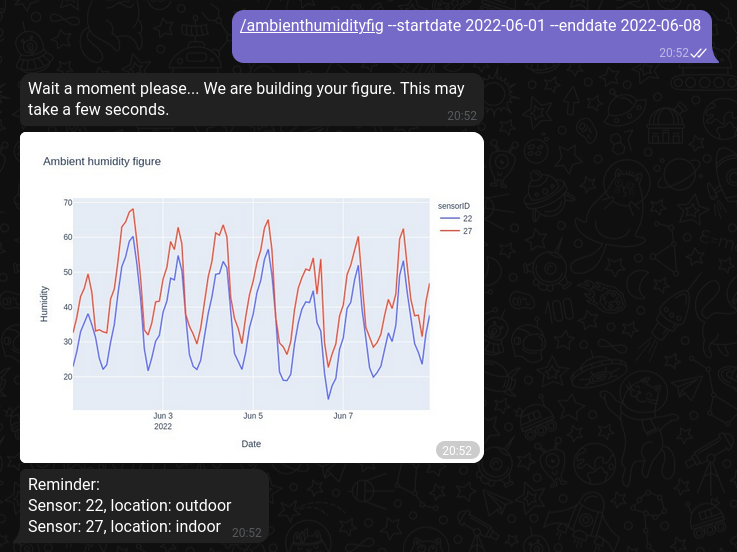 /ambienthumidityfig --startdate 2022-06-01 --enddate 2022-06-08
20:52
Wait a moment please... We are building your figure. This may
take a few seconds.
20:52
Ambient humidity figure
sensorID
22
27
70
60
50
40
30
20
Humidity
Jun 3
2022
Jun 5
Jun 7
Date
20:52
Reminder:
Sensor: 22, location: outdoor
Sensor: 27, location: indoor
20:52